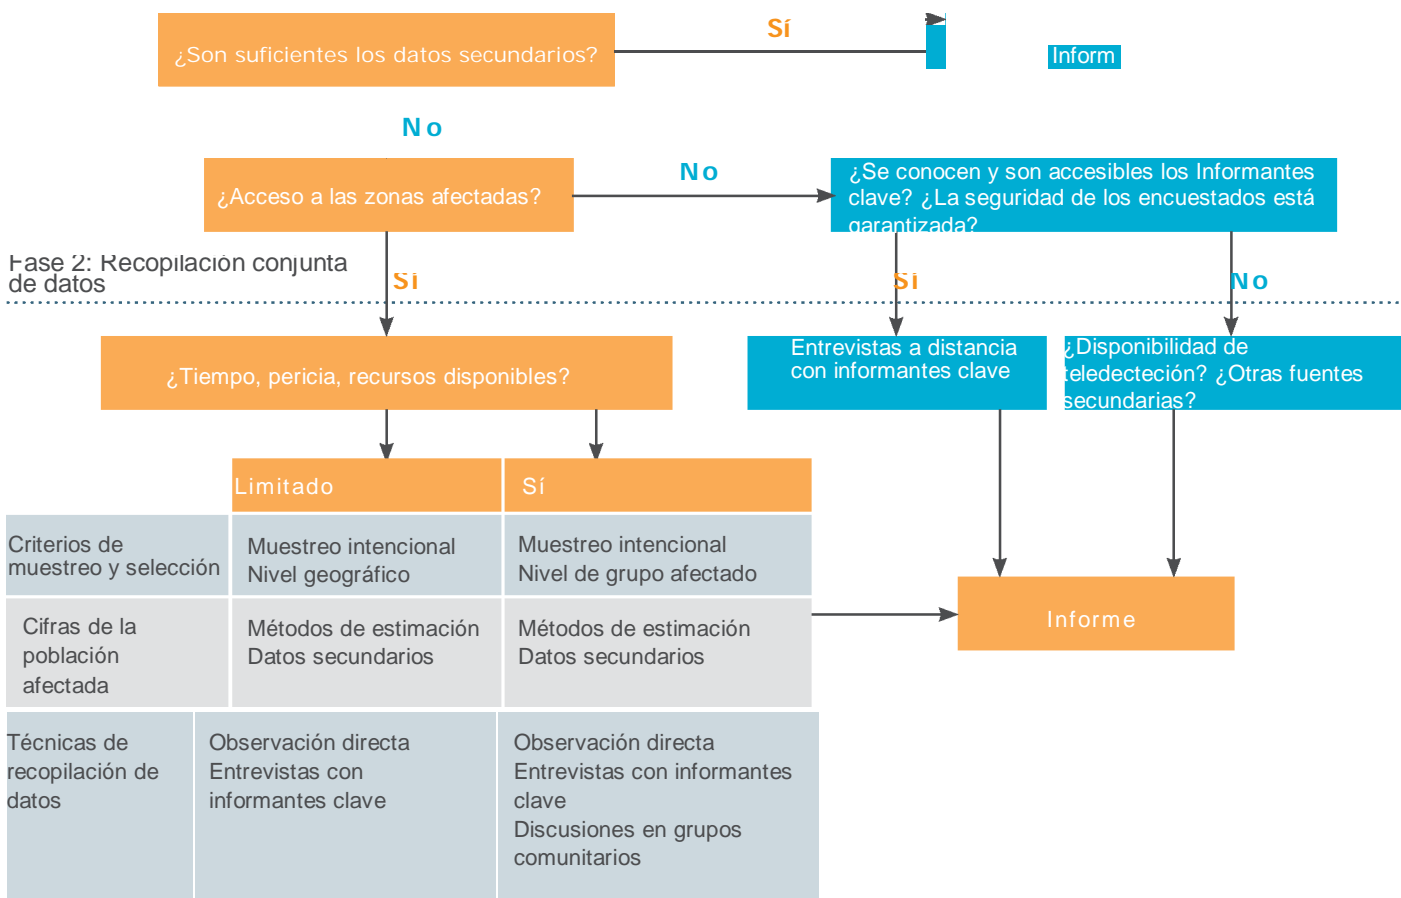 ¿Son suficientes los datos secundarios?
Sí
Inform
No
¿Acceso a las zonas afectadas?
No
¿Se conocen y son accesibles los Informantes
clave? ¿La seguridad de los encuestados está
garantizada?
Fase 2: Recopilación conjunta
de datos
Sí
Sí
No
¿Tiempo, pericia, recursos disponibles?
Entrevistas a distancia
con informantes clave
¿Disponibilidad de
teledectección? ¿Otras fuentes
secundarias?
Limitado
Sí
Criterios de
muestreo y selección
Muestreo intencional
Nivel geográfico
Muestreo intencional
Nivel de grupo afectado
Cifras de la
población
afectada
Métodos de estimación
Datos secundarios
Métodos de estimación
Datos secundarios
Informe
Técnicas de
recopilación de
datos
Observación directa
Entrevistas con
informantes clave
Observación directa
Entrevistas con informantes
clave
Discusiones en grupos
comunitarios